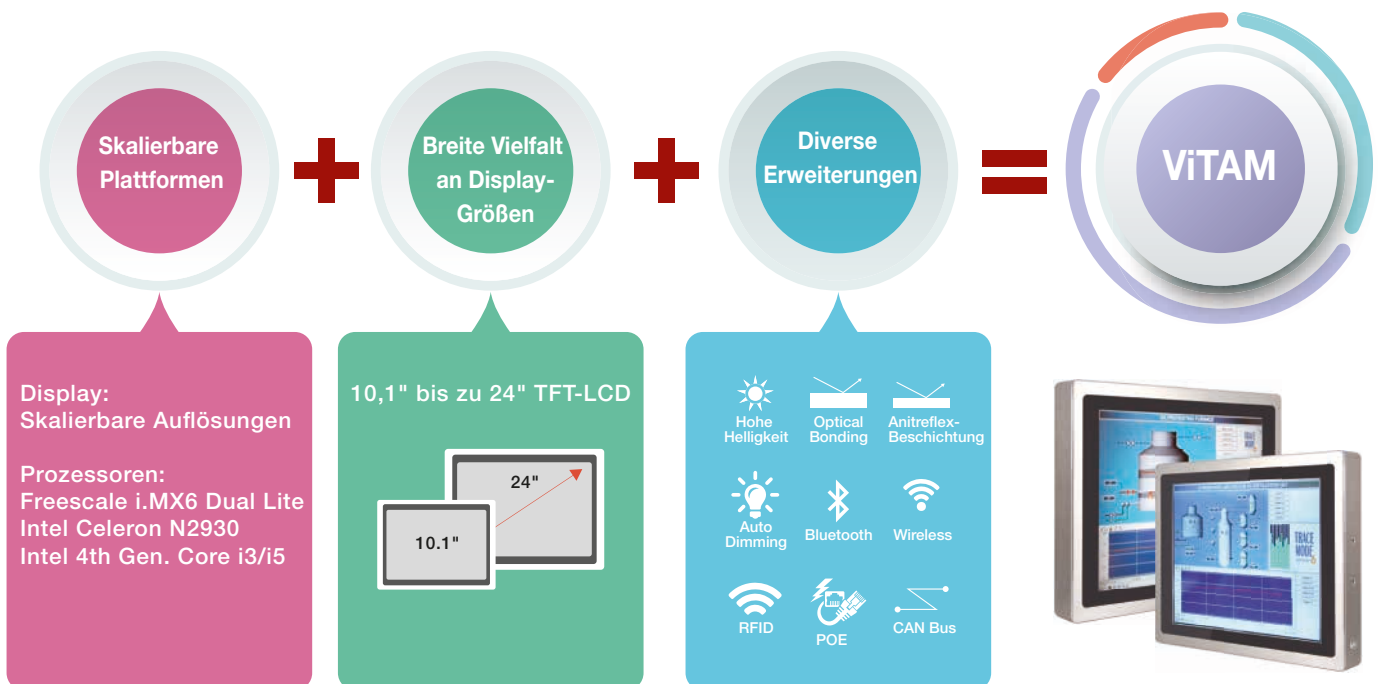 Skalierbare
Plattformen
Breite Vielfalt
an Display-
Größen
Diverse
Erweiterungen
ViTAM
Display:
Skalierbare Auflösungen
Prozessoren:
Freescale i.MX6 Dual Lite
Intel Celeron N2930
Intel 4th Gen. Core i3/i5
10,1" bis zu 24" TFT-LCD
24"
10.1"
Hohe
Helligkeit
Optical
Bonding
Anitreflex-
Beschichtung
Auto
Dimming
Bluetooth
Wireless
RFID
POE
CAN Bus
TRACE
MODE